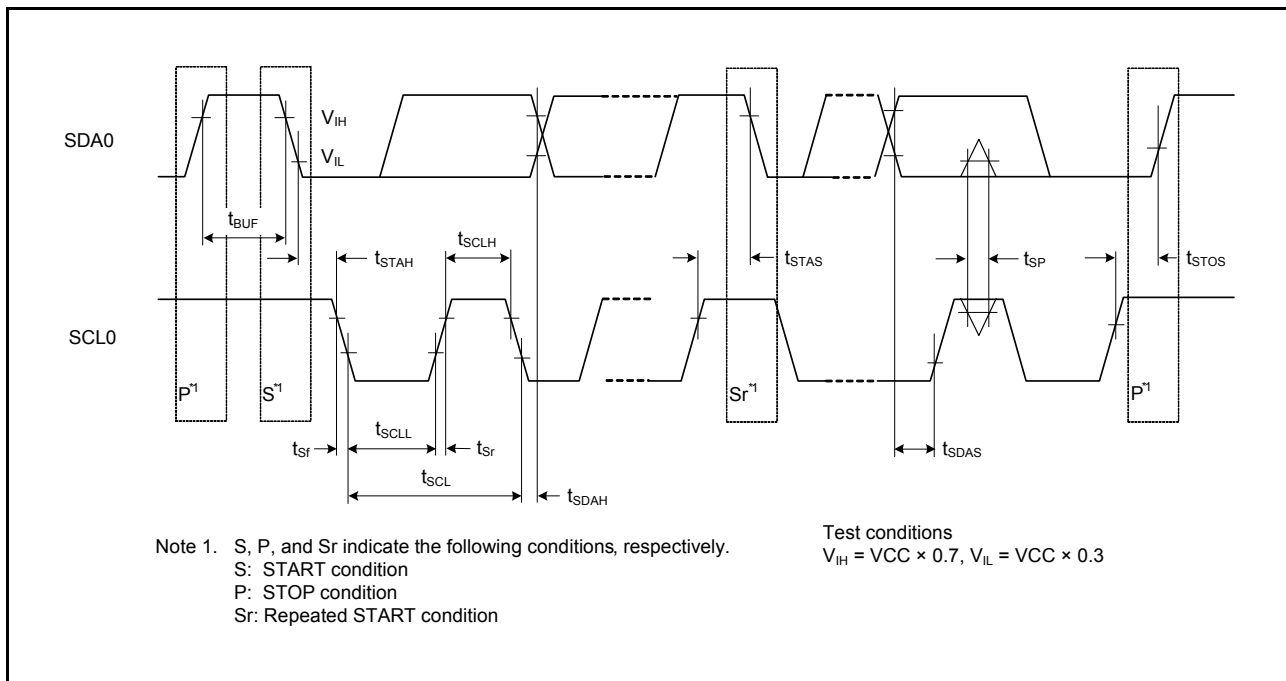 SDA0
VIH
VIL
tBUF
tSTAH
tSCLH
tSTAS
tSP
tSTOS
SCL0
P*1
S*1
Sr*1
P*1
tSf
tSCLL
tSr
tSDAS
tSCL
tSDAH
Note 1. S, P, and Sr indicate the following conditions, respectively.
S: START condition
P: STOP condition
Sr: Repeated START condition
Test conditions
VIH = VCC × 0.7, VIL = VCC × 0.3